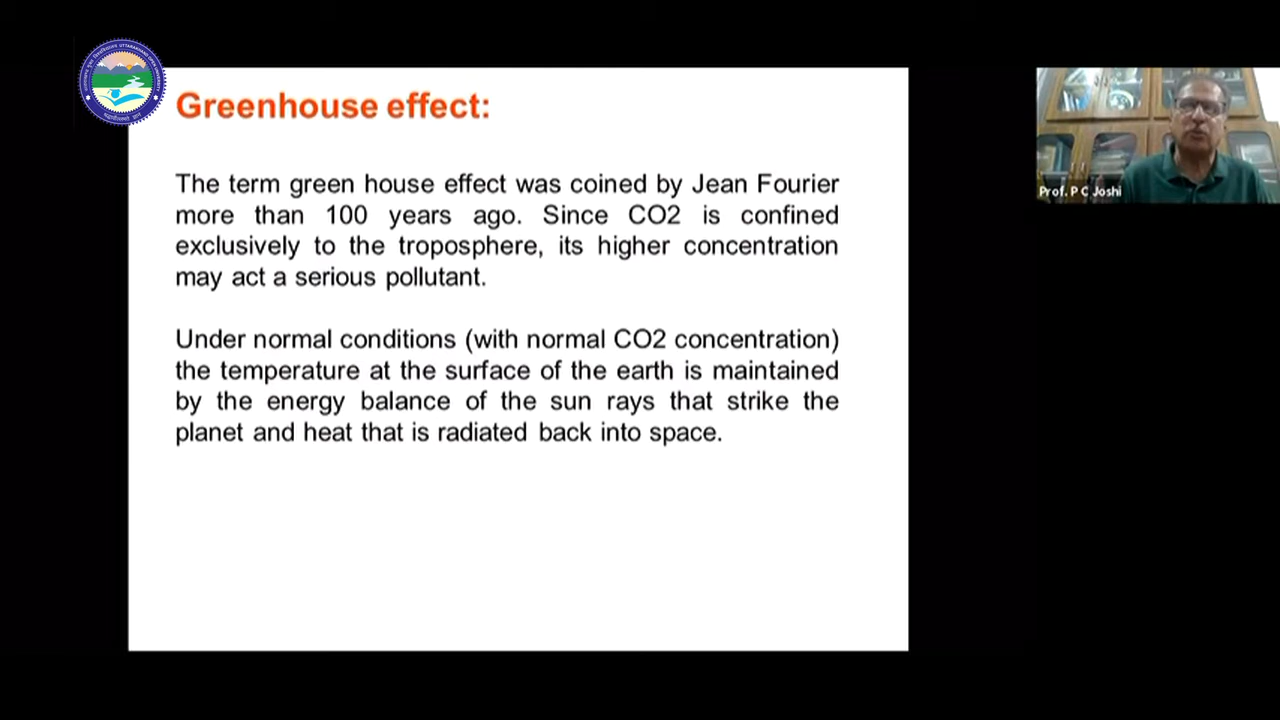 Greenhouse effect:
The term green house effect was coined by Jean Fourier
more than 100 years ago. Since CO2 is confined
exclusively to the troposphere, its higher concentration
may act a serious pollutant.
Under normal conditions (with normal CO2 concentration)
the temperature at the surface of the earth is maintained
by the energy balance of the sun rays that strike the
planet and heat that is radiated back into space.
Prof. P C Joshi